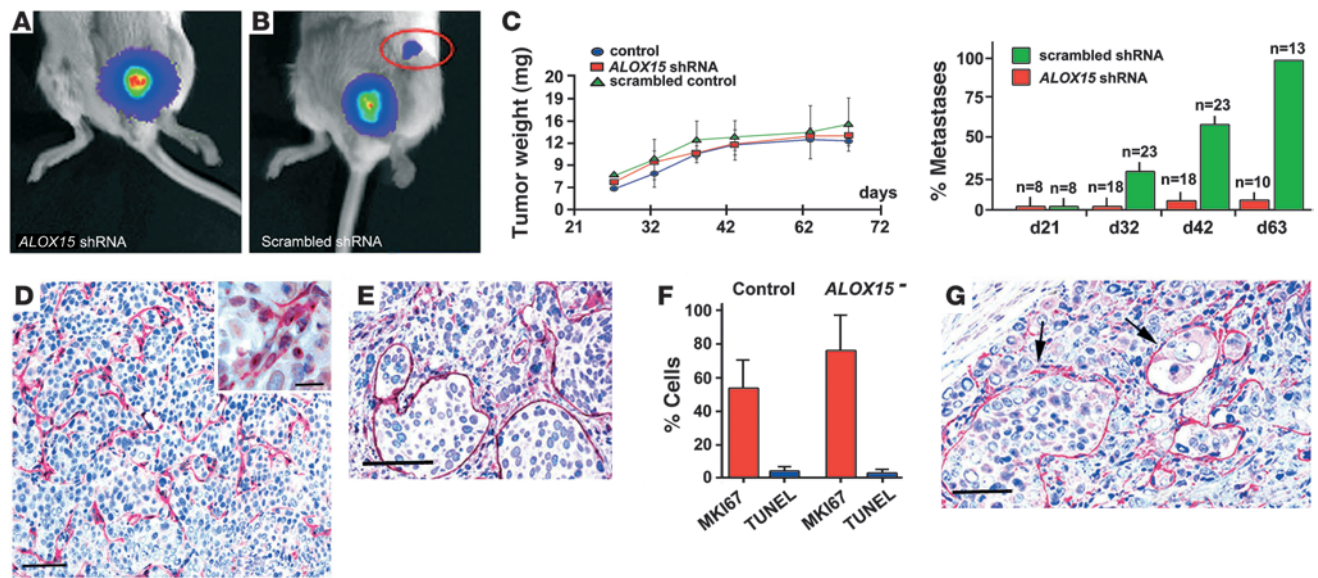 A
ALOX15 shRNA
B
Scrambled shRNA
C
control
ALOX15 shRNA
scrambled control
Tumor weight (mg)
20
19
16
12
9
7
0
21 32 42 62 72
days
scrambled shRNA
ALOX15 shRNA
% Metastases
100
75
50
25
0
n=8 n=8 n=18 n=23 n=18 n=23 n=10 n=13
d21 d32 d42 d63
D
E
F
Control ALOX15 -
% Cells
100
80
60
40
20
0
MKI67 TUNEL MKI67 TUNEL
G